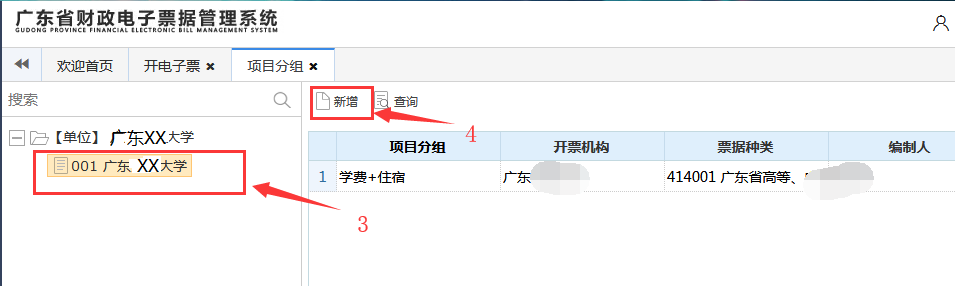 广东省财政电子票据管理系统
GUDONG PROVINCE FINANCIAL ELECTRONIC BILL MANAGEMENT SYSTEM
欢迎首页 开电子票 × 项目分组 ×
搜索
新增 查询
4
【单位】广东XX大学
001 广东XX大学
3
项目分组 开票机构 票据种类 编制人
1 学费+住宿 广东 414001 广东省高等、